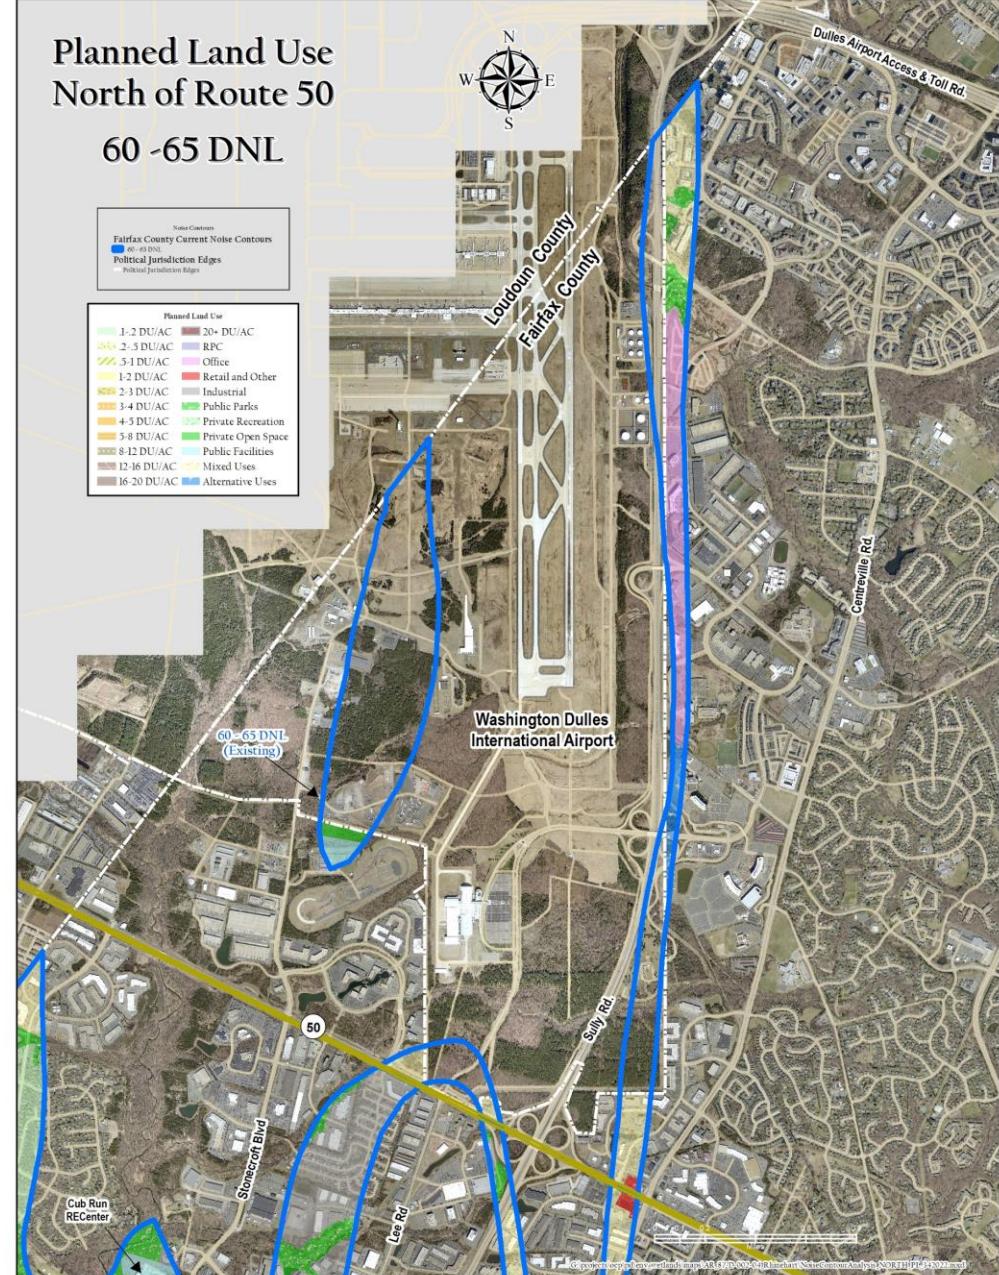 Planned Land Use
North of Route 50
60 -65 DNL
N
W
E
S
Dulles Airport Access & Toll Rd.
Noise Contours
Fairfax County Current Noise Contours
60 - 65 DNL
Political Jurisdiction Edges
Political Jurisdiction Edges
Loudoun County
Fairfax County
Planned Land Use
.1-.2 DU/AC
.2-.5 DU/AC
.5-1 DU/AC
1-2 DU/AC
2-3 DU/AC
3-4 DU/AC
4-5 DU/AC
5-8 DU/AC
8-12 DU/AC
12-16 DU/AC
16-20 DU/AC
20+ DU/AC
RPC
Office
Retail and Other
Industrial
Public Parks
Private Recreation
Private Open Space
Public Facilities
Mixed Uses
Alternative Uses
Centreville Rd.
60 - 65 DNL
(Existing)
Washington Dulles
International Airport
50
Sully Rd.
Stonecroft Blvd
Lee Rd
Cub Run
RECenter